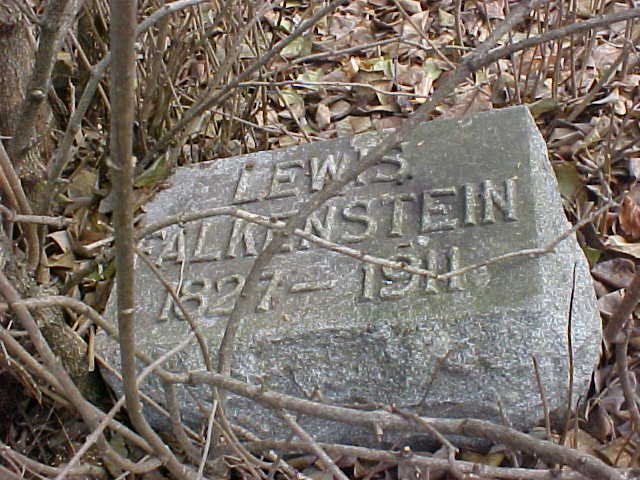 LEWIS
FALKENSTEIN
1827 – 1911